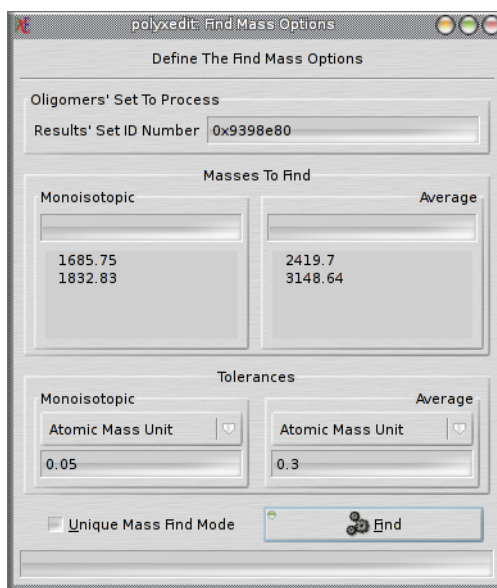 polyxedit: Find Mass Options
Define The Find Mass Options
Oligomers' Set To Process
Results' Set ID Number 0x9398e80
Masses To Find
Monoisotopic Average
1685.75 2419.7
1832.83 3148.64
Tolerances
Monoisotopic Average
Atomic Mass Unit Atomic Mass Unit
0.05 0.3
Unique Mass Find Mode Find